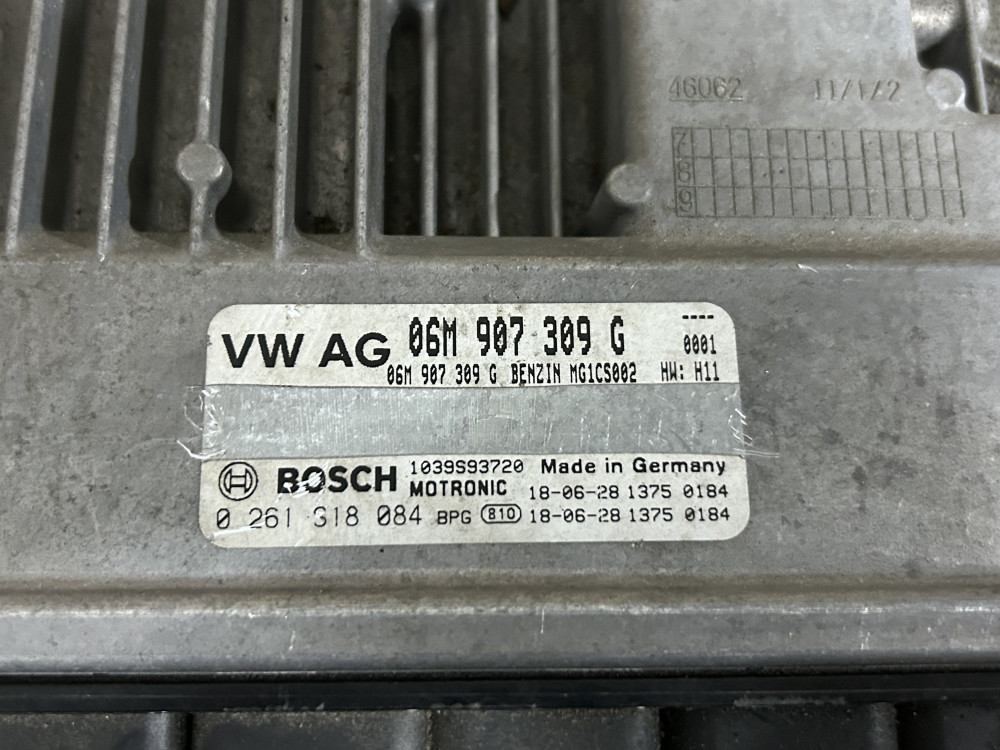 46062 11/1/2
7
8
9
VW AG 06M 907 309 G ----
0001
06M 907 309 G BENZIN MG1CS002 HW: H11
BOSCH 1039S93720 Made in Germany
MOTRONIC 18-06-28 1375 0184
0 261 318 084 BPG 810 18-06-28 1375 0184